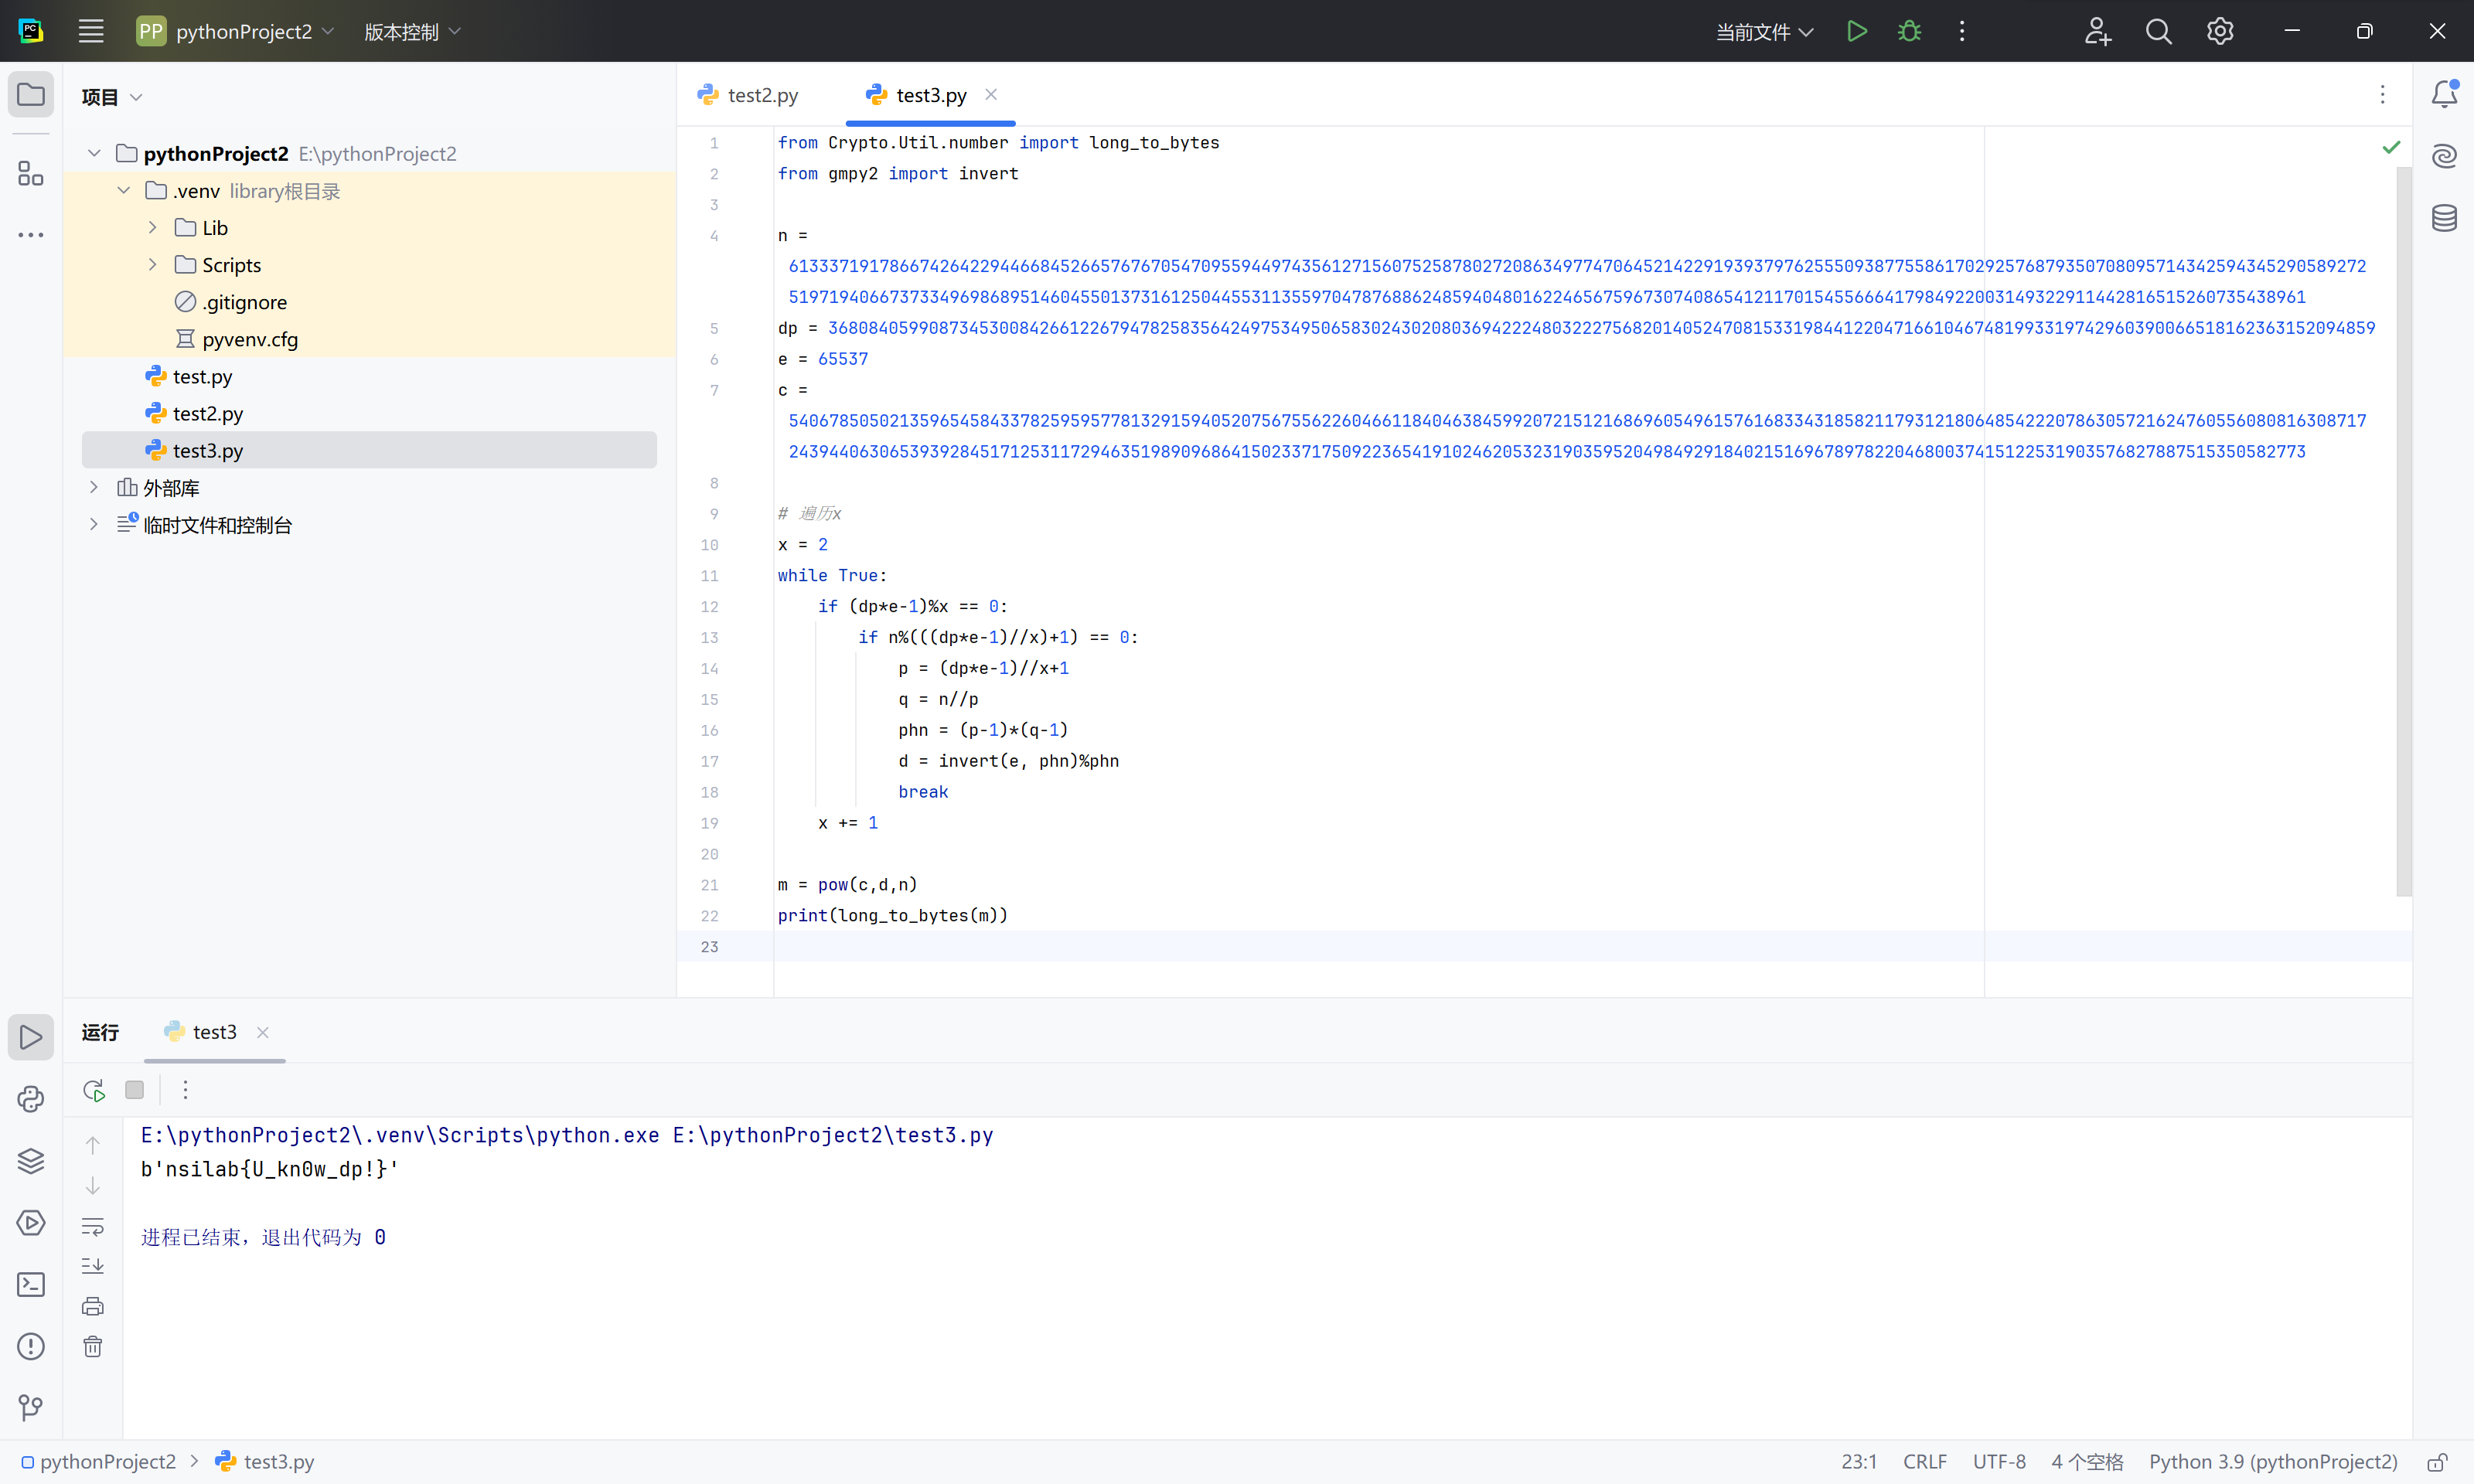 PC
PP pythonProject2
版本控制
当前文件
项目
pythonProject2 E:\pythonProject2
.venv library根目录
Lib
Scripts
.gitignore
pyvenv.cfg
test.py
test2.py
test3.py
外部库
临时文件和控制台
test2.py
test3.py
1 from Crypto.Util.number import long_to_bytes
2 from gmpy2 import invert
3
4 n =
61333719178667426422944668452665767670547095594497435612715607525878027208634977470645214229193937976255509387755861702925768793507080957143425943452905892​72
519719406673733496986895146045501373161250445531135597047876886248594048016224656759673074086541211701545566641798492200314932291144281651526073543​8961
5 dp = 3680840599087345300842661226794782583564249753495065830243020803694222480322275682014052470815331984412204716610467481993319742960390066518162363152094859
6 e = 65537
7 c =
5406785050213596545843378259595778132915940520756755622604661184046384599207215121686960549615761683343185821179312180648542220786305721624760556080816308717
243944063065393928451712531172946351989096864150233717509223654191024620532319035952049849291840215169678978220468003741512253190357682788751535058​2773
8
9 # 遍历x
10 x = 2
11 while True:
12 if (dp*e-1)%x == 0:
13 if n%(((dp*e-1)//x)+1) == 0:
14 p = (dp*e-1)//x+1
15 q = n//p
16 phn = (p-1)*(q-1)
17 d = invert(e, phn)%phn
18 break
19 x += 1
20
21 m = pow(c,d,n)
22 print(long_to_bytes(m))
23
运行
test3
E:\pythonProject2\.venv\Scripts\python.exe E:\pythonProject2\test3.py
b'nsilab{U_kn0w_dp!}'
进程已结束，退出代码为 0
pythonProject2 > test3.py
23:1 CRLF UTF-8 4 个空格 Python 3.9 (pythonProject2)